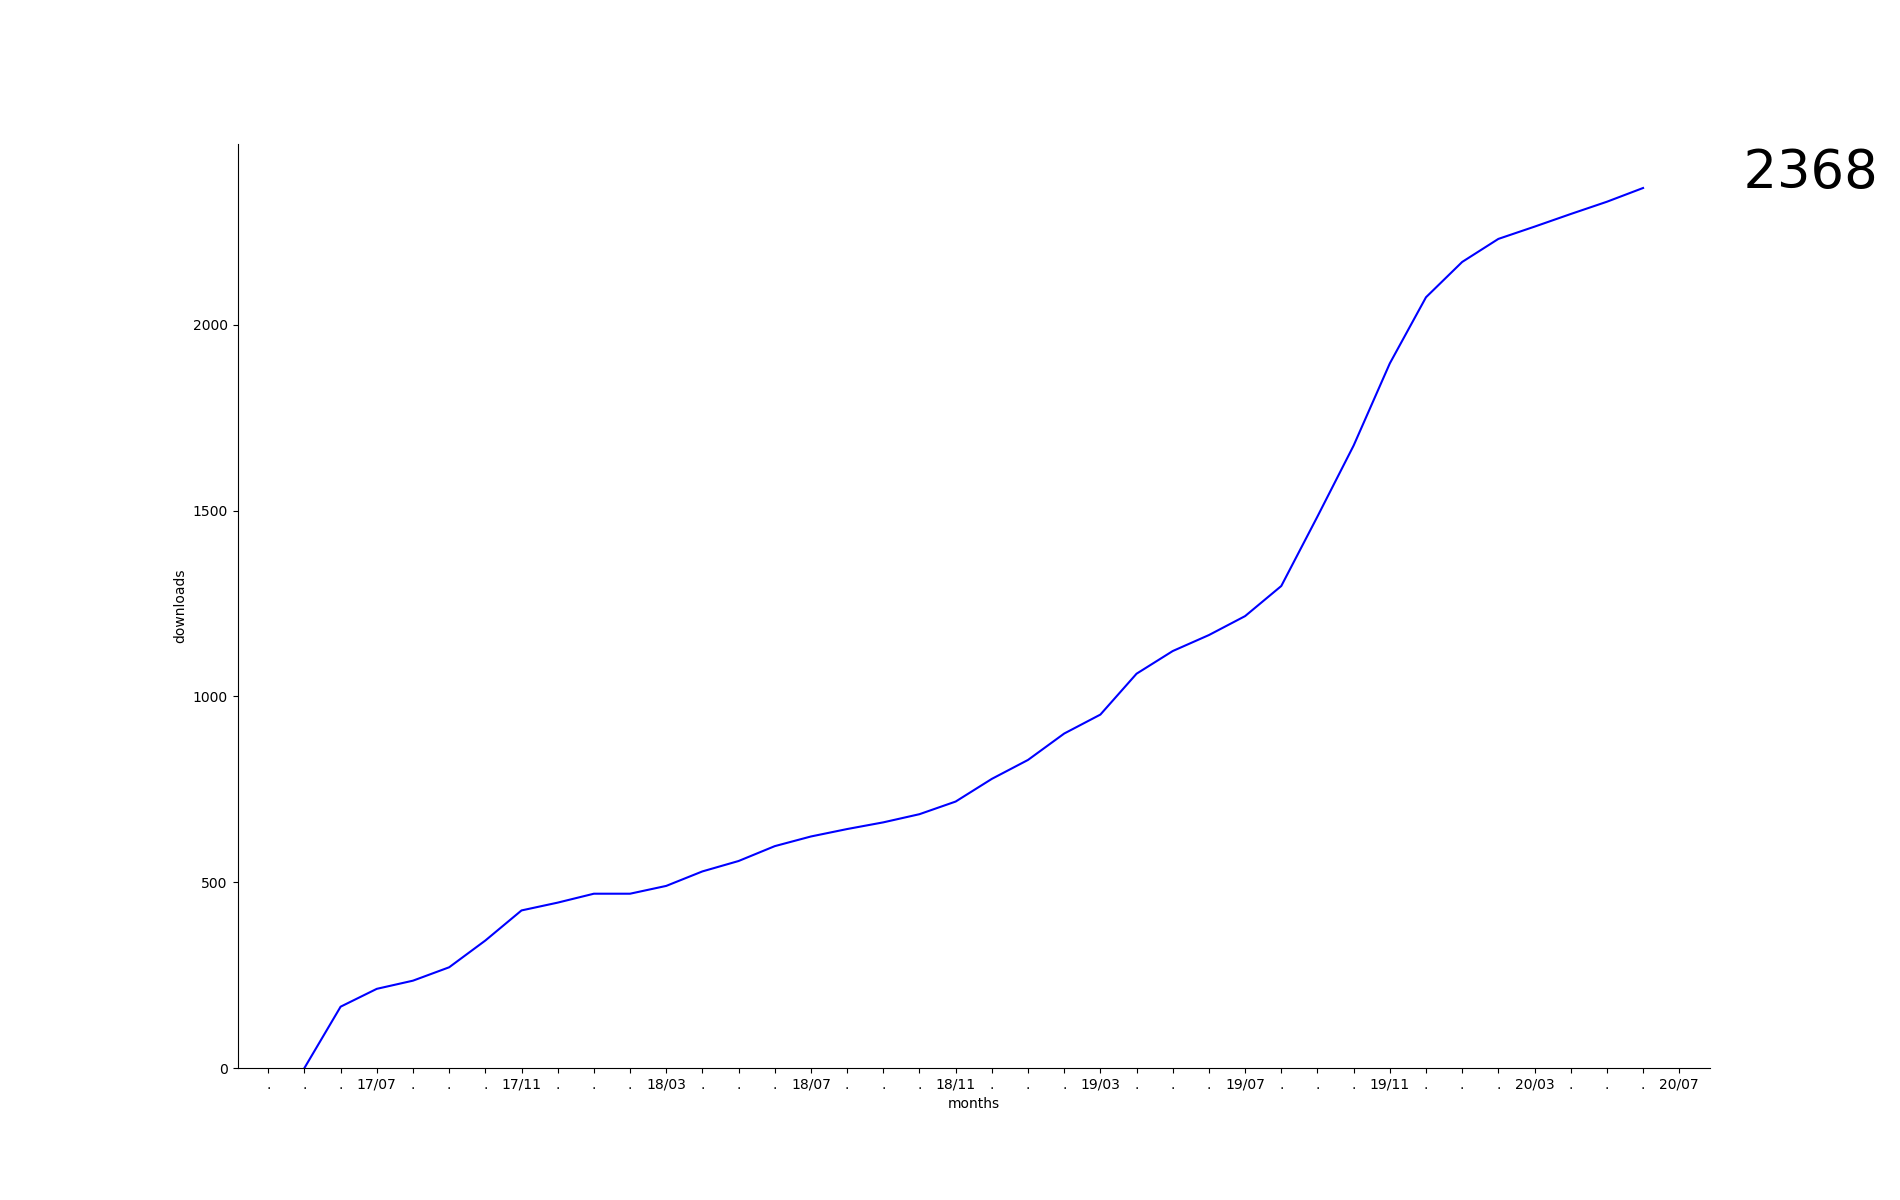 2368
2000
1500
1000
500
0
downloads
. . . 17/07 . . . 17/11 . . . 18/03 . . . 18/07 . . . 18/11 . . . 19/03 . . . 19/07 . . . 19/11 . . . 20/03 . . . 20/07
months